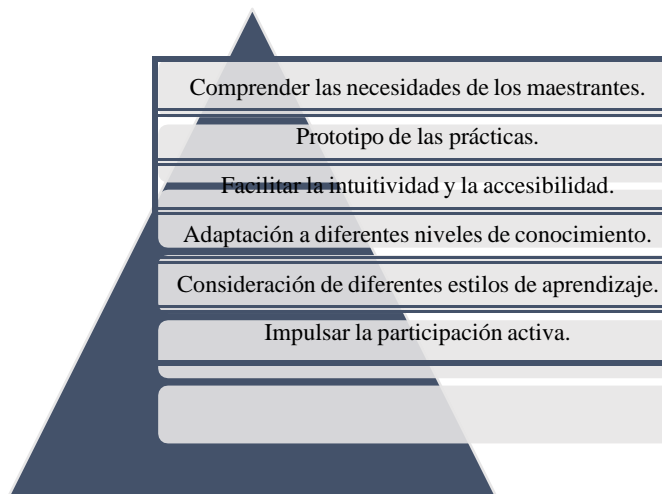 Comprender las necesidades de los maestrantes.
Prototipo de las prácticas.
Facilitar la intuitividad y la accesibilidad.
Adaptación a diferentes niveles de conocimiento.
Consideración de diferentes estilos de aprendizaje.
Impulsar la participación activa.